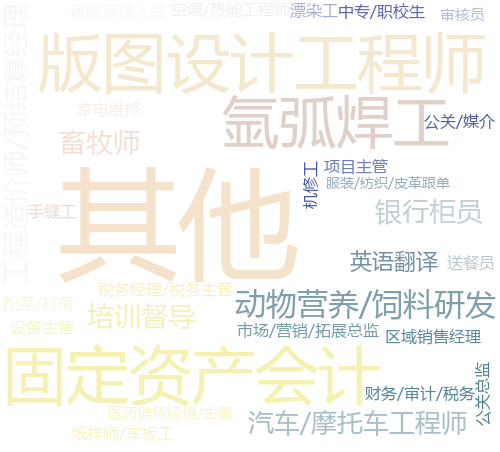 医院管理人员
空调/热能工程师
漂染工
中专/职校生
审核员
版图设计工程师
工程造价师/预结算经理
家电维修
氩弧焊工
公关/媒介
畜牧师
机修工
项目主管
服装/纺织/皮革跟单
手缝工
其他
银行柜员
英语翻译
送餐员
税务经理/税务主管
配菜/打荷
动物营养/饲料研发
培训督导
设备主管
市场/营销/拓展总监
区域销售经理
固定资产会计
财务/审计/税务
公关总监
医药销售经理/主管
汽车/摩托车工程师
纸样师/车板工